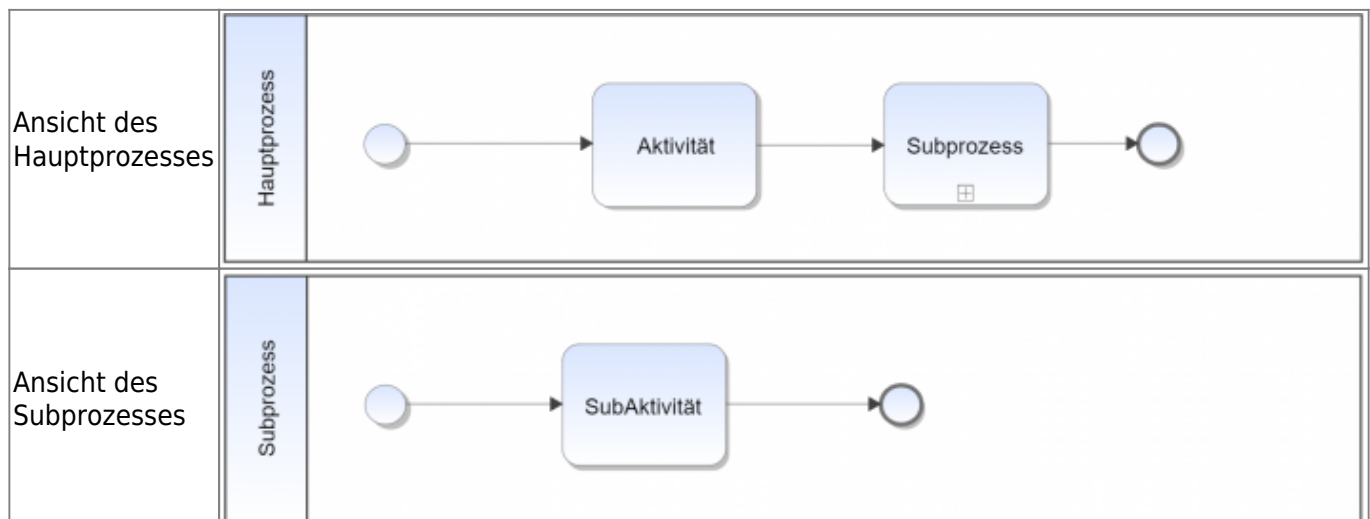 Ansicht des
Hauptprozesses
Hauptprozess
Aktivität
Subprozess
Ansicht des
Subprozesses
Subprozess
SubAktivität